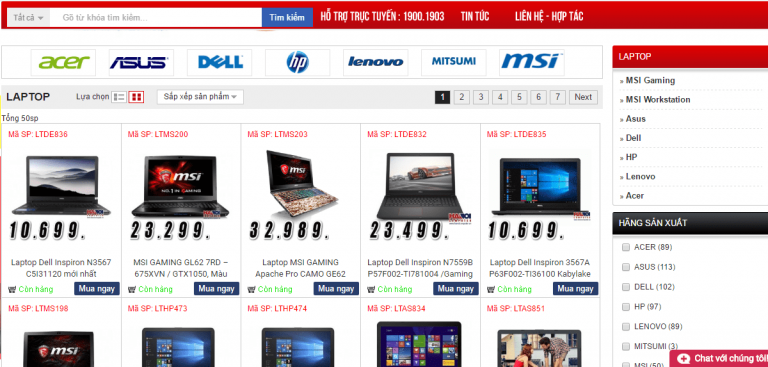 Tất cả
Gõ từ khóa tìm kiếm...
Tìm kiếm
HỖ TRỢ TRỰC TUYẾN : 1900.1903
TIN TỨC
LIÊN HỆ - HỢP TÁC
acer
ASUS
DELL
hp
lenovo
MITSUMI
msi
LAPTOP
Lựa chọn
Sắp xếp sản phẩm
1 2 3 4 5 6 7 Next
Tổng 50sp
Mã SP: LTDE836
Mã SP: LTMS200
Mã SP: LTMS203
Mã SP: LTDE832
Mã SP: LTDE835
msi
NO.1 IN GAMING
10.699.
23.299.
32.989.
23.499.
10.699.
Laptop Dell Inspiron N3567
C5I31120 mới nhất
MSI GAMING GL62 7RD –
675XVN / GTX1050, Màu
Laptop MSI GAMING
Apache Pro CAMO GE62
Laptop Dell Inspiron N7559B
P57F002-TI781004 /Gaming
Laptop Dell Inspiron 3567A
P63F002-TI36100 Kabylake
Còn hàng Mua ngay
Còn hàng Mua ngay
Còn hàng Mua ngay
Còn hàng Mua ngay
Còn hàng Mua ngay
Mã SP: LTMS198
Mã SP: LTHP473
Mã SP: LTHP474
Mã SP: LTAS834
Mã SP: LTAS851
msi
LAPTOP
» MSI Gaming
» MSI Workstation
» Asus
» Dell
» HP
» Lenovo
» Acer
HÃNG SẢN XUẤT
ACER (89)
ASUS (113)
DELL (102)
HP (97)
LENOVO (89)
MITSUMI (3)
MSI (50)
Chat với chúng tôi!